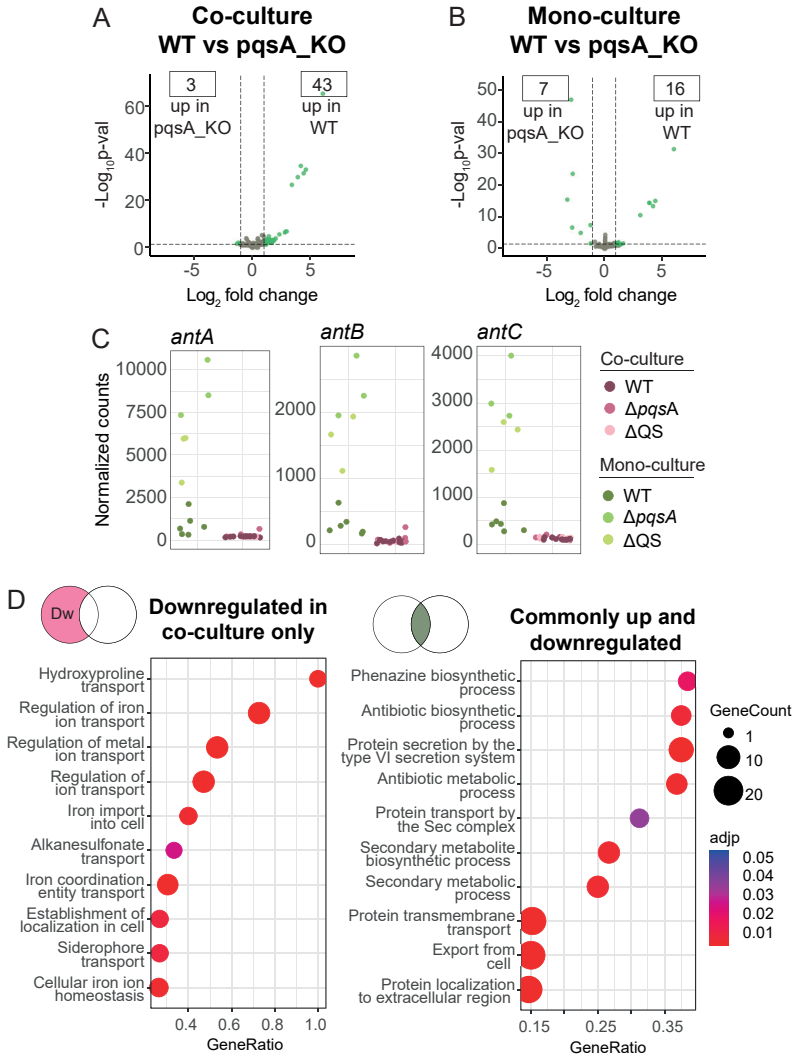 A
Co-culture
WT vs pqsA_KO
3
up in
pqsA_KO
43
up in
WT
-Log10p-val
60
40
20
0
-5
0
5
Log2 fold change
B
Mono-culture
WT vs pqsA_KO
7
up in
pqsA_KO
16
up in
WT
-Log10p-val
50
40
30
20
10
0
-5
0
5
Log2 fold change
C
Normalized counts
antA
10000
7500
5000
2500
0
antB
2000
1000
0
antC
4000
3000
2000
1000
0
Co-culture
WT
ΔpqsA
ΔQS
Mono-culture
WT
ΔpqsA
ΔQS
D
Dw
Downregulated in
co-culture only
Hydroxyproline
transport
Regulation of iron
ion transport
Regulation of metal
ion transport
Regulation of
ion transport
Iron import
into cell
Alkanesulfonate
transport
Iron coordination
entity transport
Establishment of
localization in cell
Siderophore
transport
Cellular iron ion
homeostasis
0.4
0.6
0.8
1.0
GeneRatio
Commonly up and
downregulated
Phenazine biosynthetic
process
Antibiotic biosynthetic
process
Protein secretion by the
type VI secretion system
Antibiotic metabolic
process
Protein transport by
the Sec complex
Secondary metabolite
biosynthetic process
Secondary metabolic
process
Protein transmembrane
transport
Export from
cell
Protein localization
to extracellular region
0.15
0.25
0.35
GeneRatio
GeneCount
1
10
20
adjp
0.05
0.04
0.03
0.02
0.01